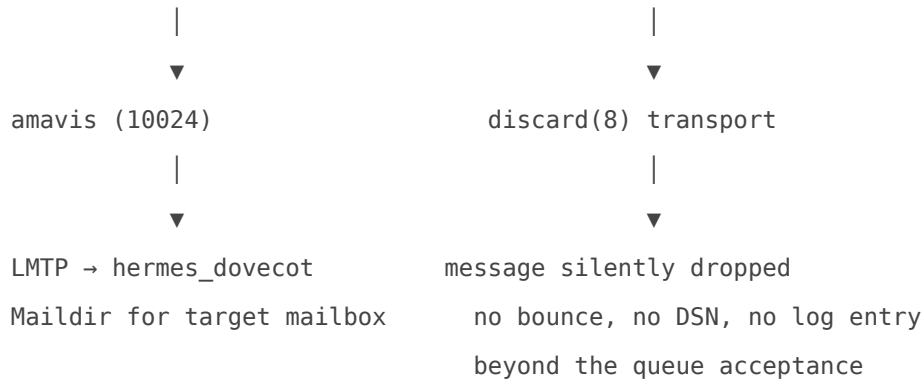 │ │
▼ ▼
amavis (10024) discard(8) transport
│ │
▼ ▼
LMTP → hermes_dovecot message silently dropped
Maildir for target mailbox no bounce, no DSN, no log entry
beyond the queue acceptance